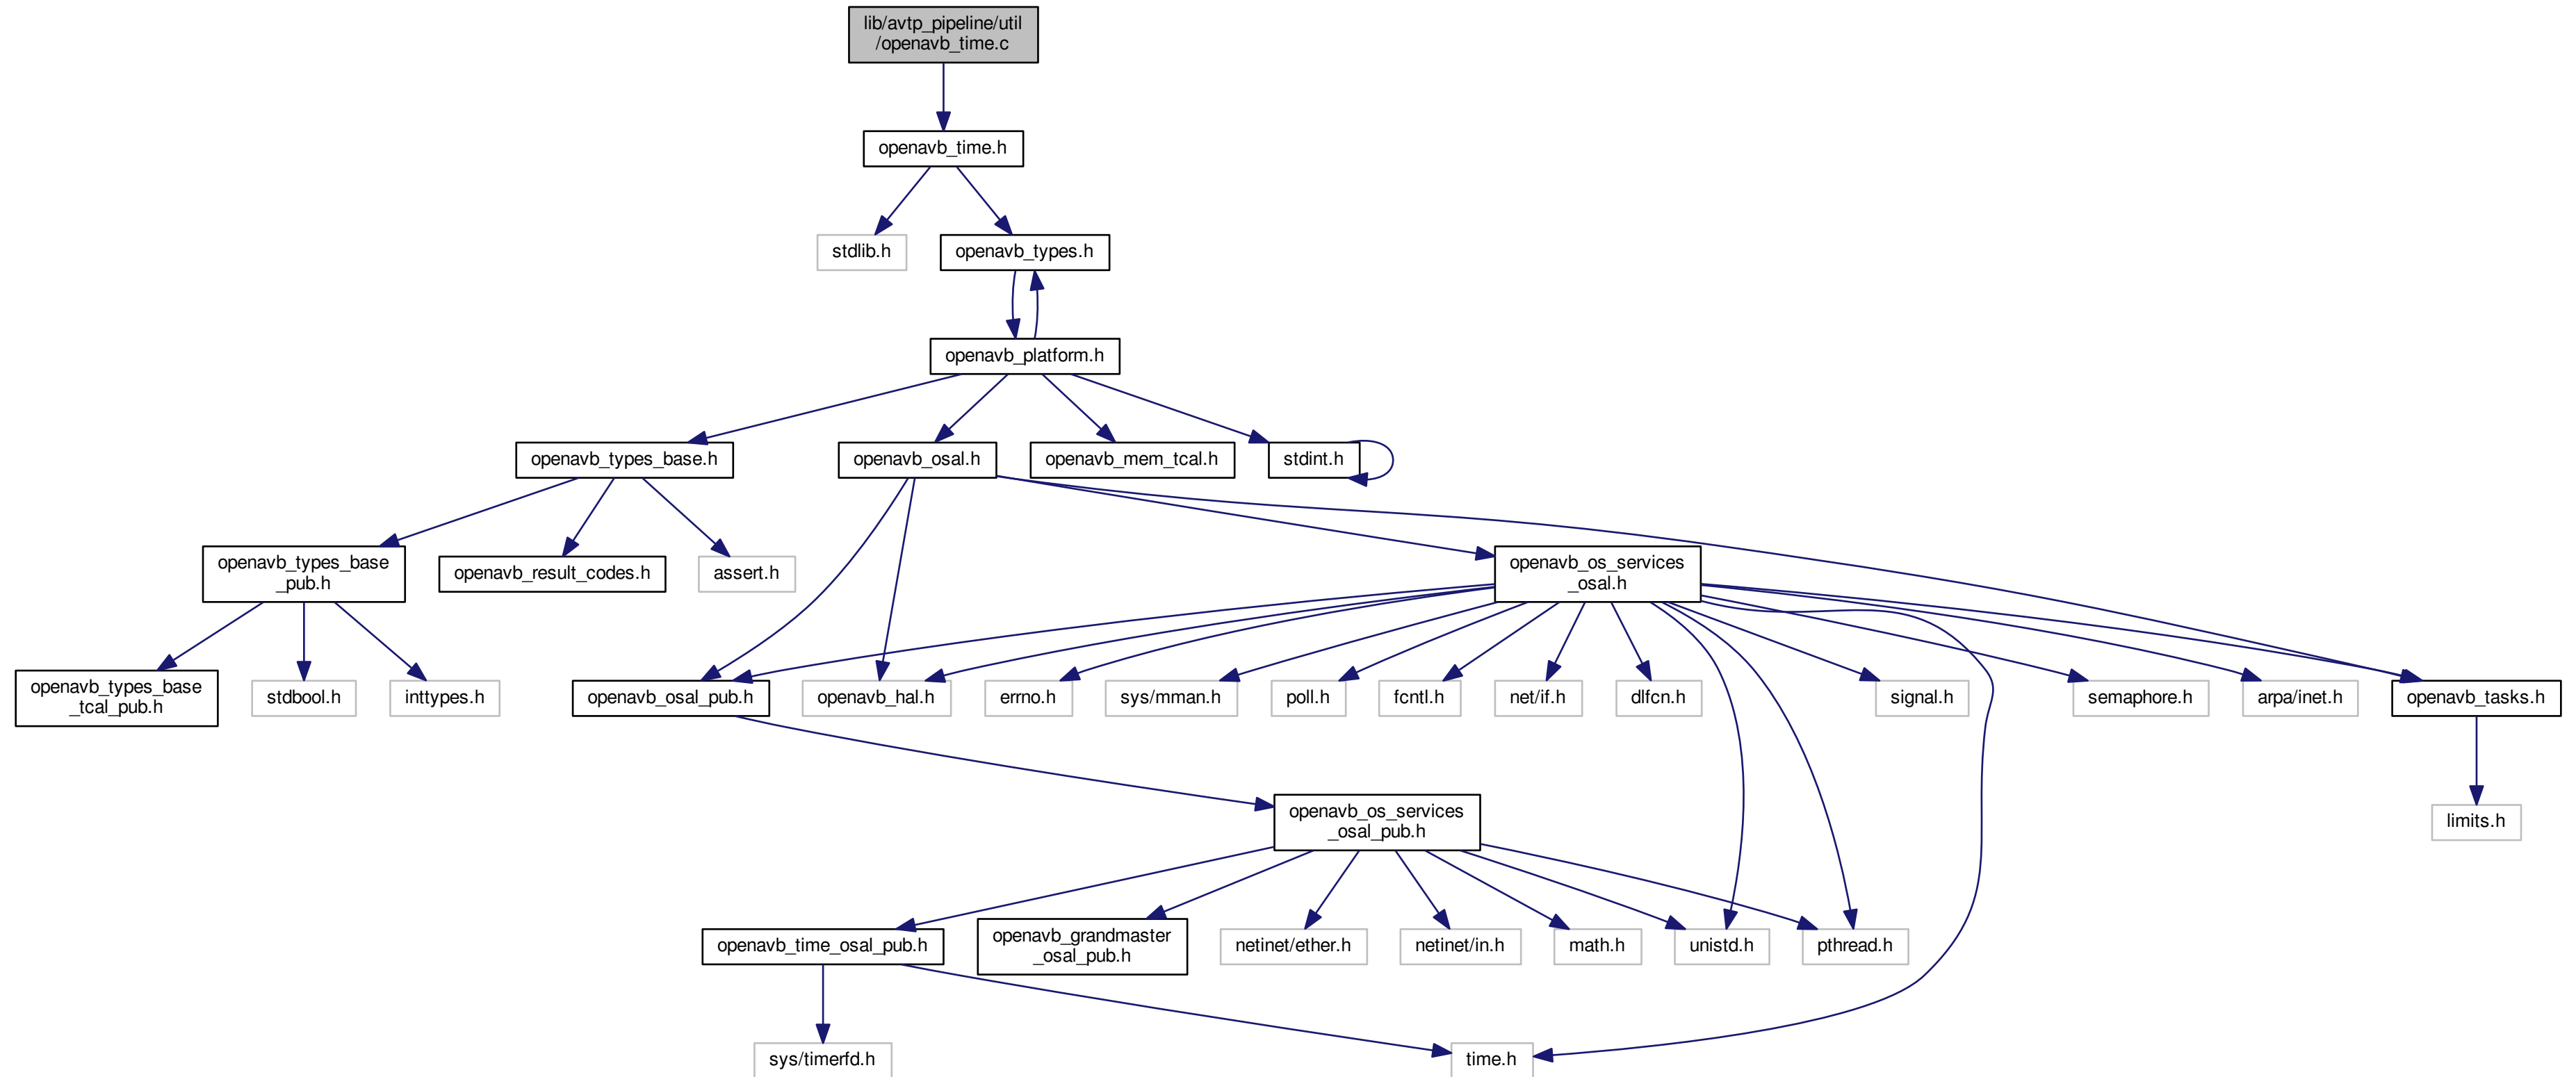 lib/avtp_pipeline/util
/openavb_time.c
openavb_time.h
stdlib.h
openavb_types.h
openavb_platform.h
openavb_types_base.h
openavb_osal.h
openavb_mem_tcal.h
stdint.h
openavb_types_base
_pub.h
openavb_result_codes.h
assert.h
openavb_os_services
_osal.h
openavb_types_base
_tcal_pub.h
stdbool.h
inttypes.h
openavb_osal_pub.h
openavb_hal.h
errno.h
sys/mman.h
poll.h
fcntl.h
net/if.h
dlfcn.h
signal.h
semaphore.h
arpa/inet.h
openavb_tasks.h
openavb_os_services
_osal_pub.h
limits.h
openavb_time_osal_pub.h
openavb_grandmaster
_osal_pub.h
netinet/ether.h
netinet/in.h
math.h
unistd.h
pthread.h
sys/timerfd.h
time.h